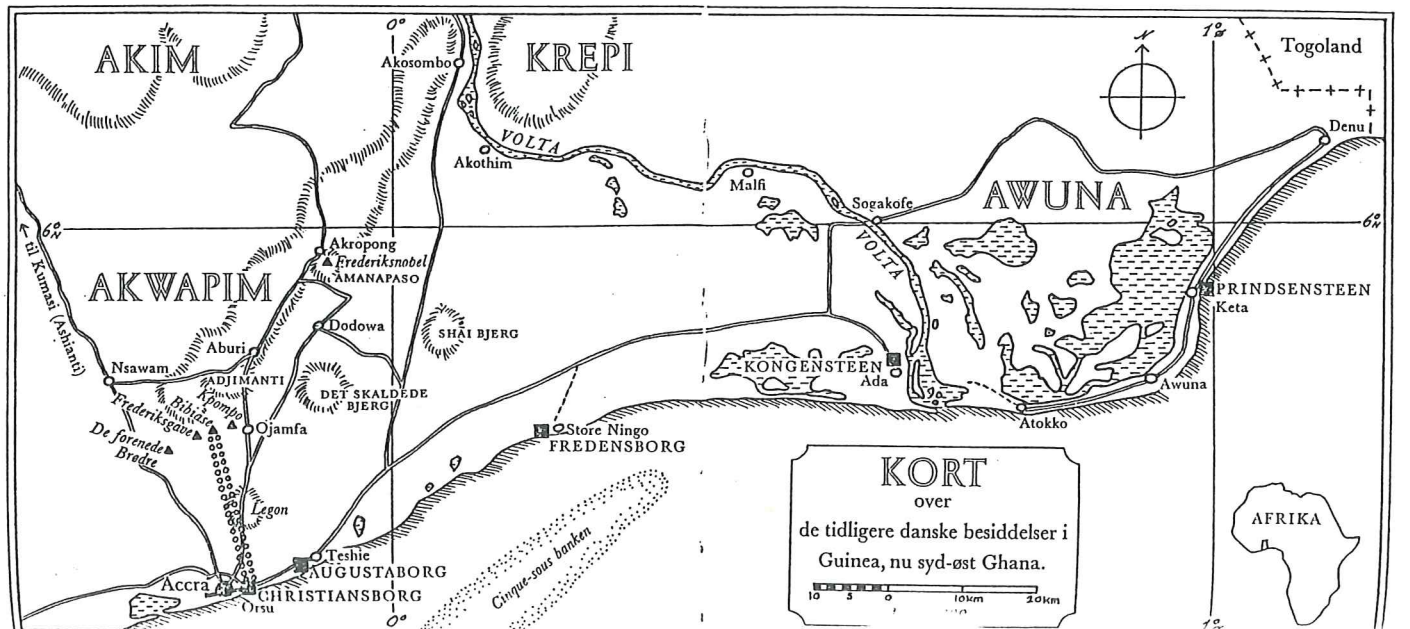 0°
1°
Ø
N
Togoland
AKIM
KREPI
Akosombo
Denu
VOLTA
Akothim
Malfi
AWUNA
Sogakofe
6°
N
6°
N
VOLTA
Akropong
Frederiksnobel
AMANAPASO
AKWAPIM
← til Kumasi (Ashianti)
PRINDSENSTEEN
Keta
Dodowa
SHAI BJERG
Aburi
Nsawam
ADJIMANTI
KONGENSTEEN
Ada
Awuna
DET SKALDEDE
BJERG
Kpompo
Bibiase
Frederiksgave
Atokko
De forenede
Brødre
Ojamfa
Store Ningo
FREDENSBORG
Legon
Cinque-sous banken
Teshie
AUGUSTABORG
Accra
CHRISTIANSBORG
Orsu
0°
1°
KORT
over
de tidligere danske besiddelser i
Guinea, nu syd-øst Ghana.
10 5 0 10km 20km
AFRIKA